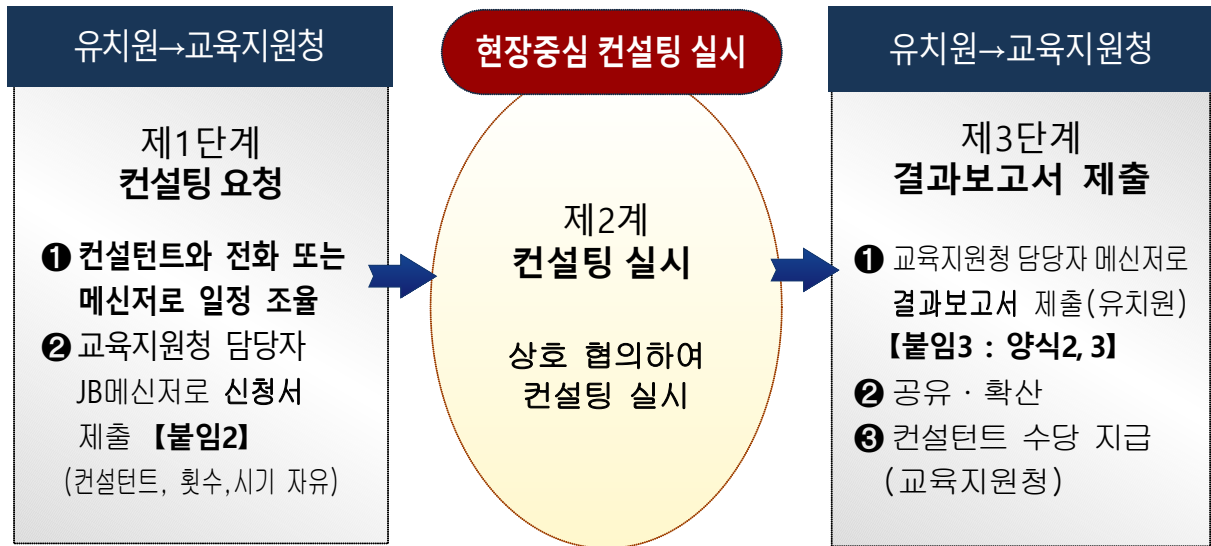 유치원→교육지원청
제1단계
컨설팅 요청
❶ 컨설턴트와 전화 또는
메신저로 일정 조율
❷ 교육지원청 담당자
JB메신저로 신청서
제출 【붙임2】
(컨설턴트, 횟수,시기 자유)
현장중심 컨설팅 실시
제2계
컨설팅 실시
상호 협의하여
컨설팅 실시
유치원→교육지원청
제3단계
결과보고서 제출
❶ 교육지원청 담당자 메신저로
결과보고서 제출(유치원)
【붙임3 : 양식2, 3】
❷ 공유 · 확산
❸ 컨설턴트 수당 지급
(교육지원청)